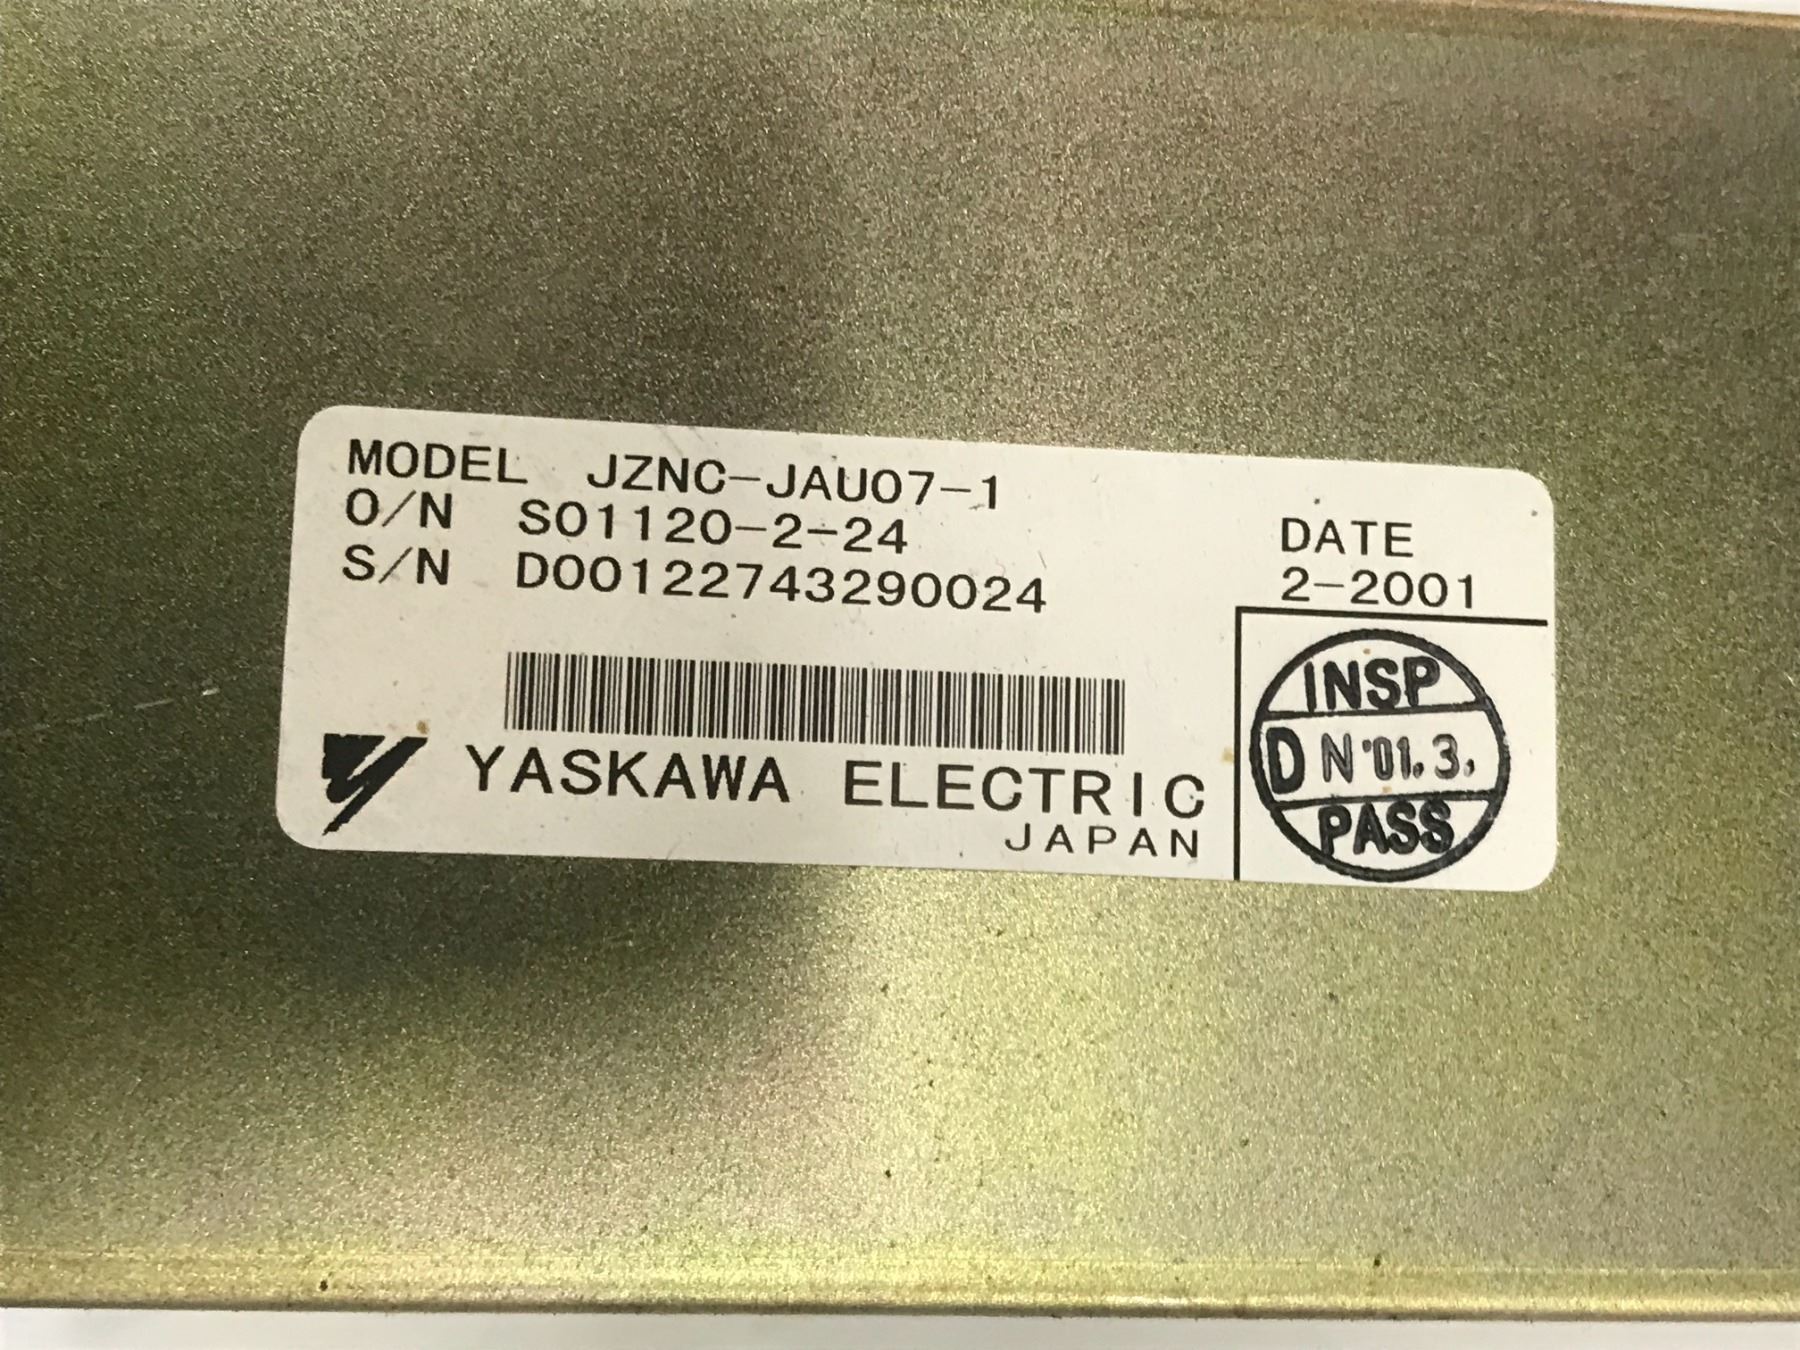 MODEL JZNC-JAU07-1
O/N S01120-2-24
S/N D00122743290024
DATE
2-2001
YASKAWA ELECTRIC
JAPAN
INSP
D N'01.3.
PASS